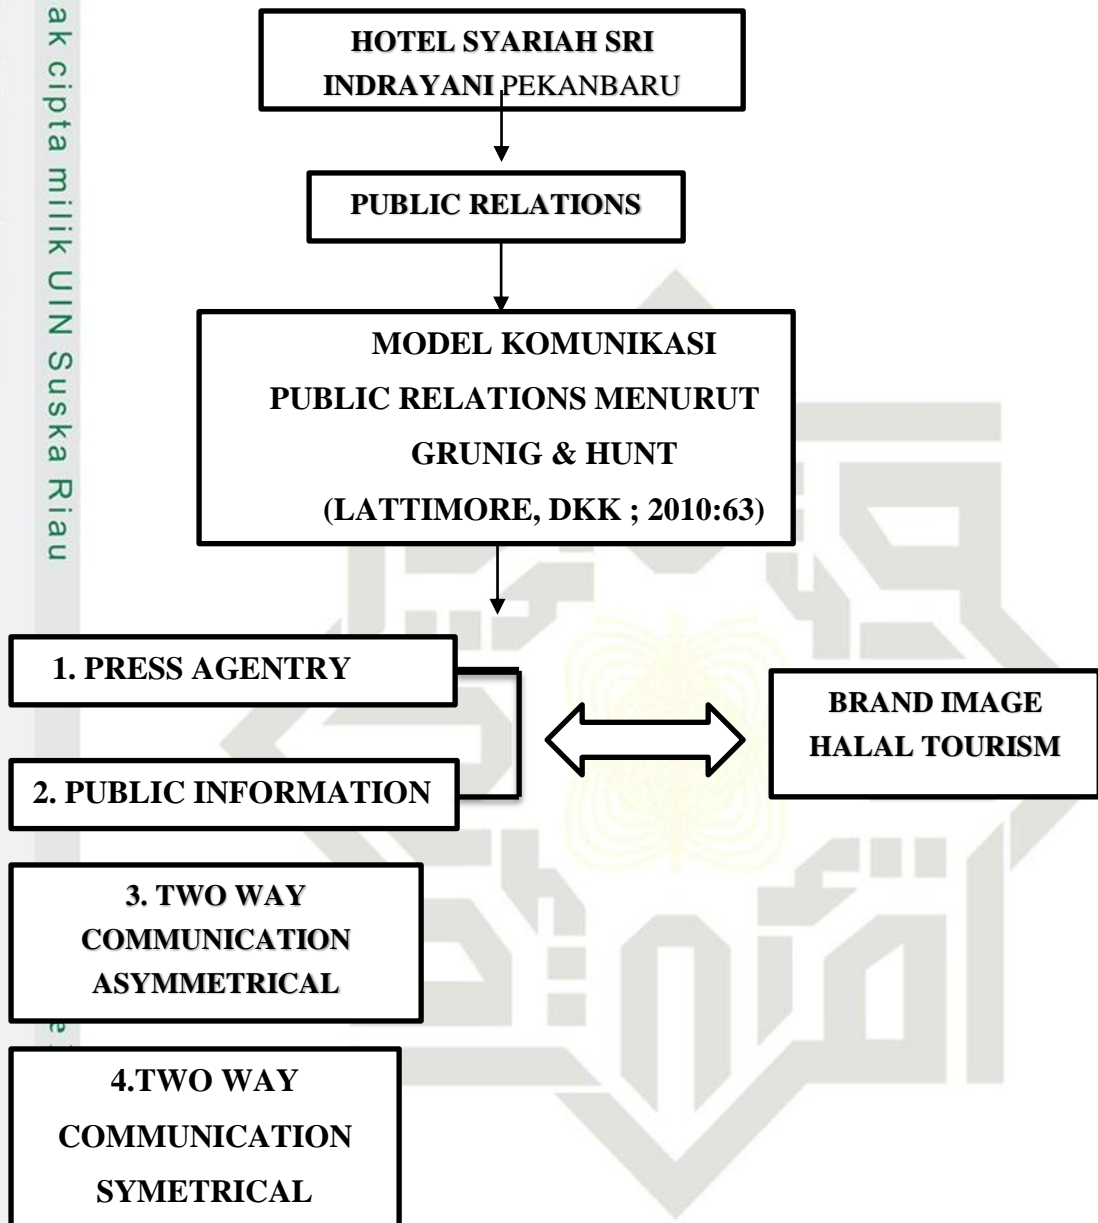 ak cipta milik UIN Suska Riau
HOTEL SYARIAH SRI
INDRAYANI PEKANBARU
PUBLIC RELATIONS
MODEL KOMUNIKASI
PUBLIC RELATIONS MENURUT
GRUNIG & HUNT
(LATTIMORE, DKK ; 2010:63)
1. PRESS AGENTRY
2. PUBLIC INFORMATION
BRAND IMAGE
HALAL TOURISM
3. TWO WAY
COMMUNICATION
ASYMMETRICAL
4.TWO WAY
COMMUNICATION
SYMETRICAL